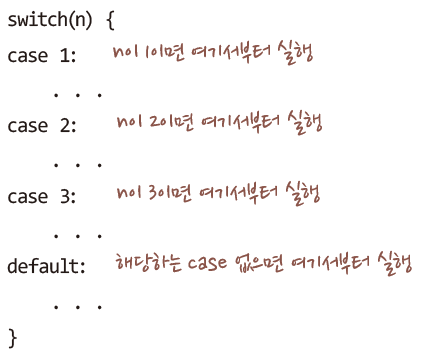 switch(n) {
case 1: n이 1이면 여기서부터 실행
. . .
case 2: n이 2이면 여기서부터 실행
. . .
case 3: n이 3이면 여기서부터 실행
. . .
default: 해당하는 case 없으면 여기서부터 실행
. . .
}